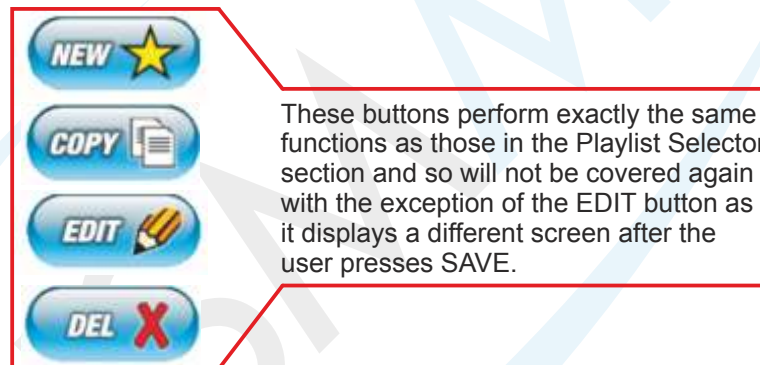 NEW
COPY
EDIT
DEL
These buttons perform exactly the same
functions as those in the Playlist Selector
section and so will not be covered again
with the exception of the EDIT button as
it displays a different screen after the
user presses SAVE.